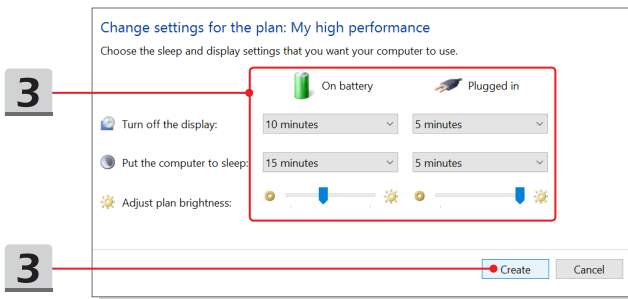 Change settings for the plan: My high performance
Choose the sleep and display settings that you want your computer to use.
3
On battery Plugged in
Turn off the display: 10 minutes 5 minutes
Put the computer to sleep: 15 minutes 5 minutes
Adjust plan brightness:
3
Create Cancel